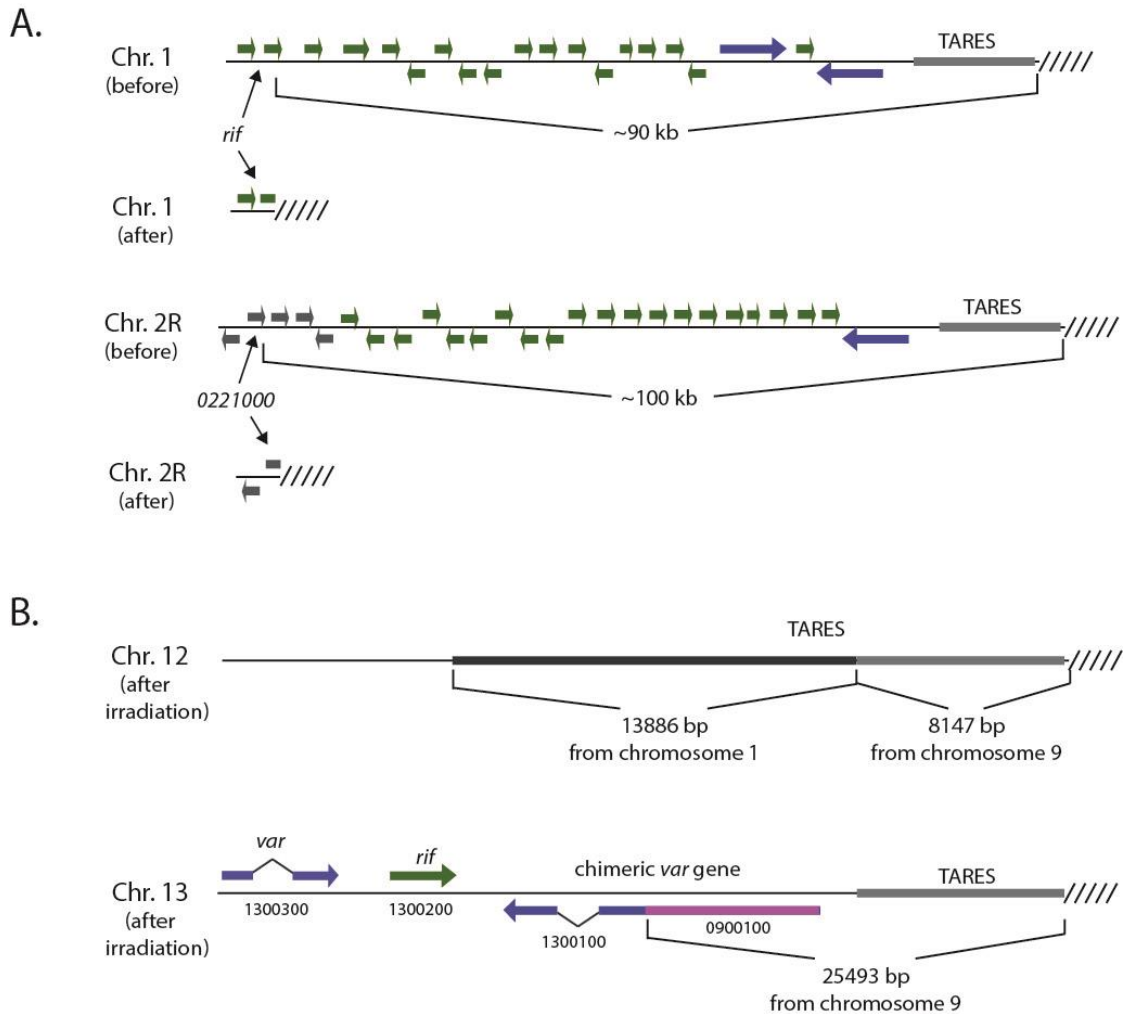 A.
Chr. 1
(before)
TARES
~90 kb
rif
Chr. 1
(after)
Chr. 2R
(before)
TARES
~100 kb
0221000
Chr. 2R
(after)
B.
Chr. 12
(after
irradiation)
TARES
13886 bp
from chromosome 1
8147 bp
from chromosome 9
Chr. 13
(after
irradiation)
var
rif
chimeric var gene
TARES
1300300
1300200
1300100
0900100
25493 bp
from chromosome 9